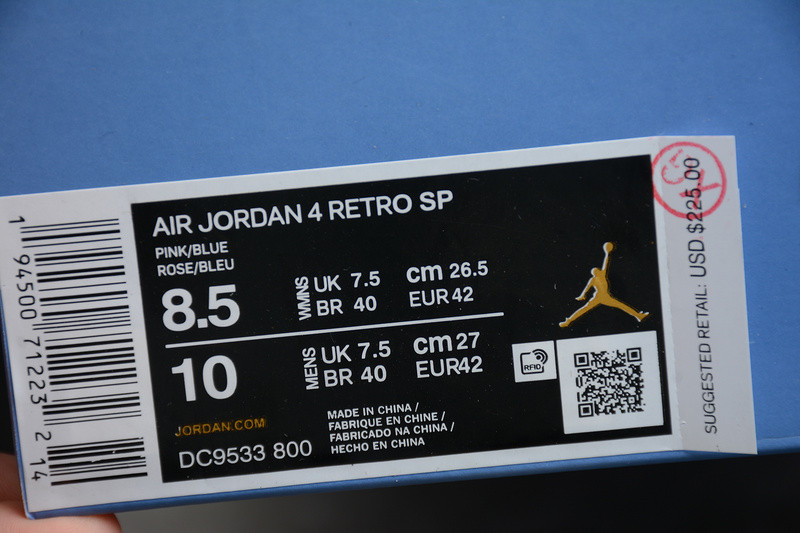 AIR JORDAN 4 RETRO SP
PINK/BLUE
ROSE/BLEU
8.5
WMNS
UK 7.5 cm 26.5
BR 40 EUR 42
10
MENS
UK 7.5 cm 27
BR 40 EUR42
RFID
JORDAN.COM
DC9533 800
MADE IN CHINA /
FABRIQUE EN CHINE /
FABRICADO NA CHINA /
HECHO EN CHINA
1 94500 71223 2 14
SUGGESTED RETAIL: USD $225.00